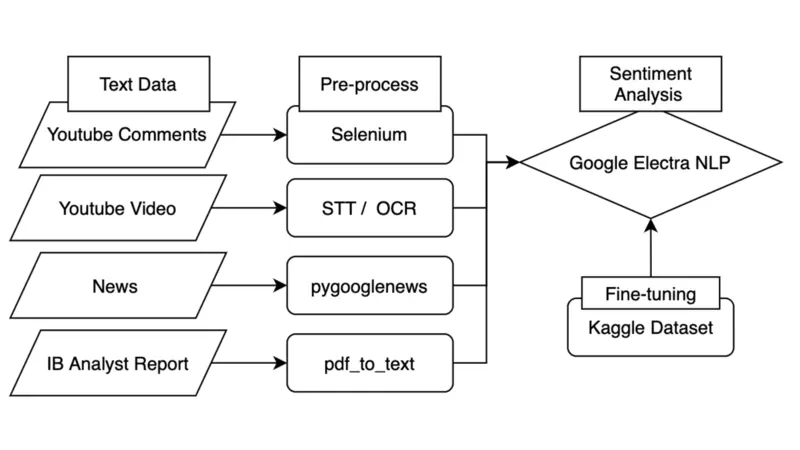 Text Data
Pre-process
Sentiment
Analysis
Youtube Comments
Selenium
Google Electra NLP
Youtube Video
STT / OCR
News
pygooglenews
Fine-tuning
Kaggle Dataset
IB Analyst Report
pdf_to_text